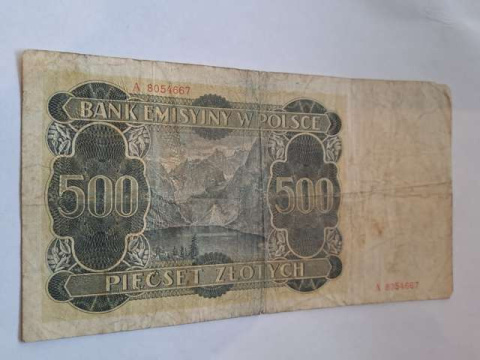 A 8054667
BANK EMISYJNY W POLSCE
500 500
PIĘĆSET ZŁOTYCH
A 8054667